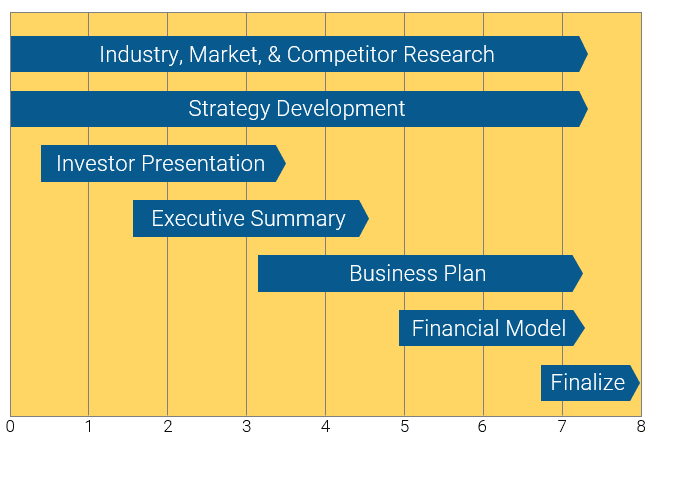 Industry, Market, & Competitor Research
Strategy Development
Investor Presentation
Executive Summary
Business Plan
Financial Model
Finalize
0 1 2 3 4 5 6 7 8